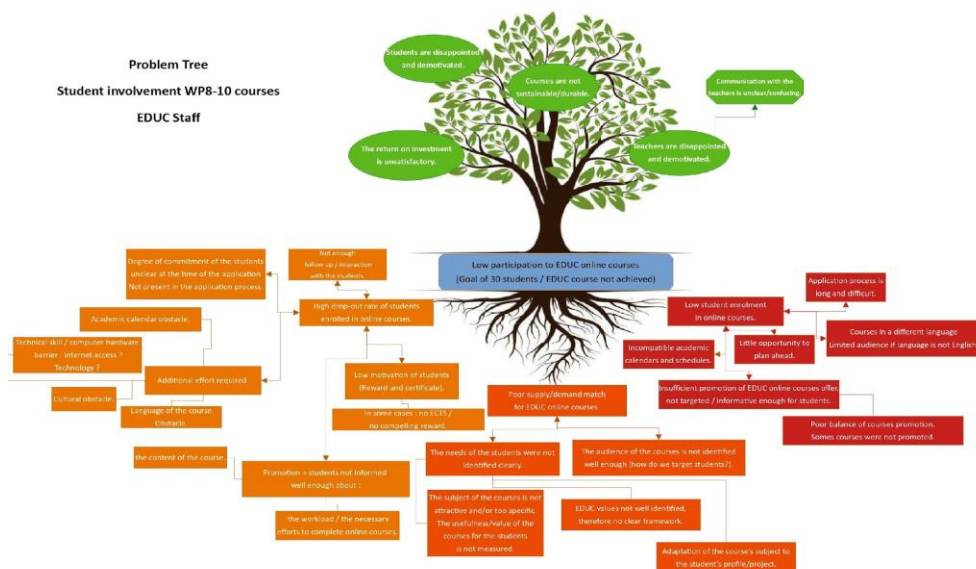 Problem Tree
Student involvement WP8-10 courses
EDUC Staff
Students are disappointed
and demotivated.
Courses are not
sustainable/durable.
Communication with the
teachers is unclear/confusing.
The return on investment
is unsatisfactory.
Teachers are disappointed
and demotivated.
Low participation to EDUC online courses
(Goal of 30 students / EDUC course not achieved)
Not enough
follow up / interaction
with the students.
Degree of commitment of the students
unclear at the time of the application
Not present in the application process.
High drop-out rate of students
enrolled in online courses.
Academic calendar obstacle.
Technical skill / computer hardware
barrier : internet access ?
Technology ?
Additional effort required.
Cultural obstacle.
Language of the course
Obstacle.
Low motivation of students
(Reward and certificate).
In some cases : no ECTS /
no compelling reward.
the content of the course.
Promotion = students not informed
well enough about :
the workload / the necessary
efforts to complete online courses.
Poor supply/demand match
for EDUC online courses.
The needs of the students were not
identified clearly.
The audience of the courses is not identified
well enough (how do we target students?).
The subject of the courses is not
attractive and/or too specific.
The usefulness/value of the
courses for the students
is not measured.
EDUC values not well identified,
therefore no clear framework.
Adaptation of the course's subject to
the student's profile/project.
Low student enrolment
in online courses.
Application process is
long and difficult.
Incompatible academic
calendars and schedules.
Little opportunity to
plan ahead.
Courses in a different language
Limited audience if language is not English
Insufficient promotion of EDUC online courses offer,
not targeted / informative enough for students.
Poor balance of courses promotion.
Somes courses were not promoted.